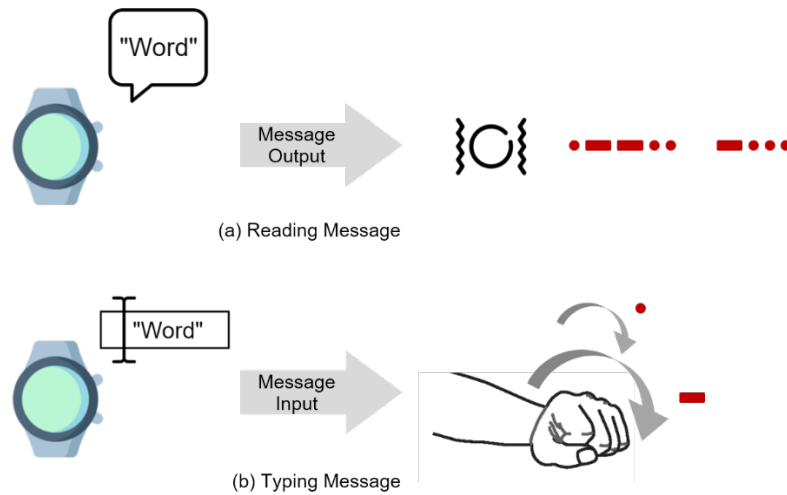 "Word"
Message
Output
(a) Reading Message
"Word"
Message
Input
(b) Typing Message